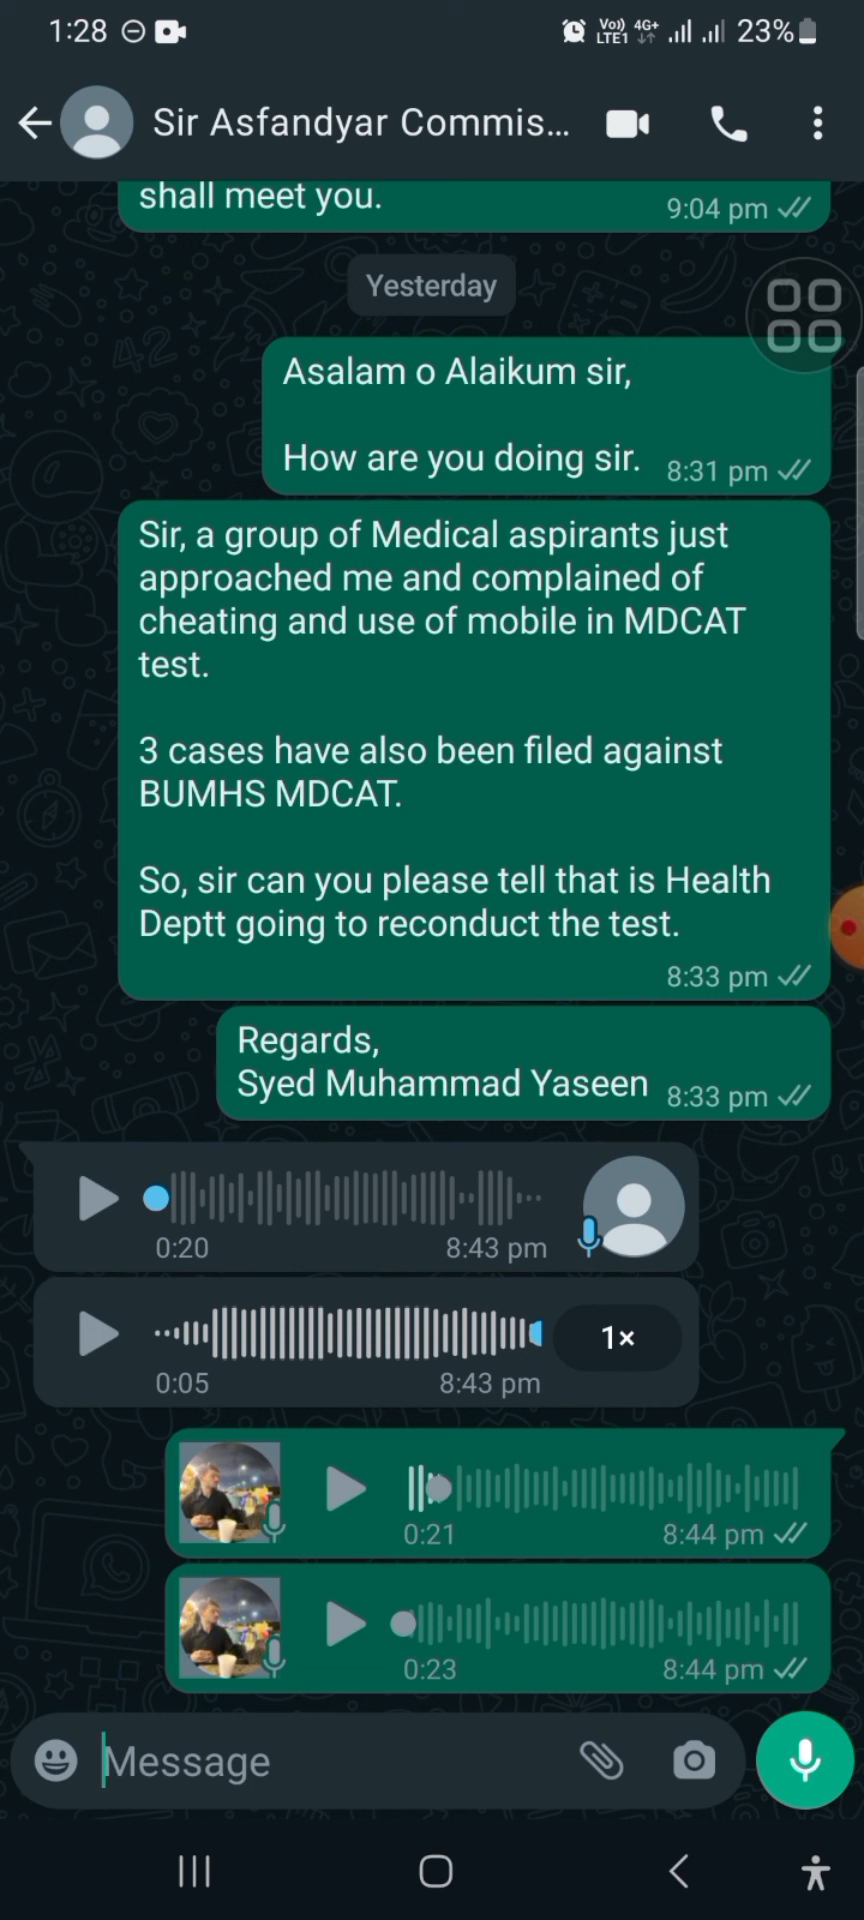 1:28
Vo)) LTE1 4G+ 23%
Sir Asfandyar Commis...
shall meet you.
9:04 pm
Yesterday
Asalam o Alaikum sir,
How are you doing sir. 8:31 pm
Sir, a group of Medical aspirants just
approached me and complained of
cheating and use of mobile in MDCAT
test.
3 cases have also been filed against
BUMHS MDCAT.
So, sir can you please tell that is Health
Deptt going to reconduct the test.
8:33 pm
Regards,
Syed Muhammad Yaseen 8:33 pm
0:20 8:43 pm
1×
0:05 8:43 pm
0:21 8:44 pm
0:23 8:44 pm
Message